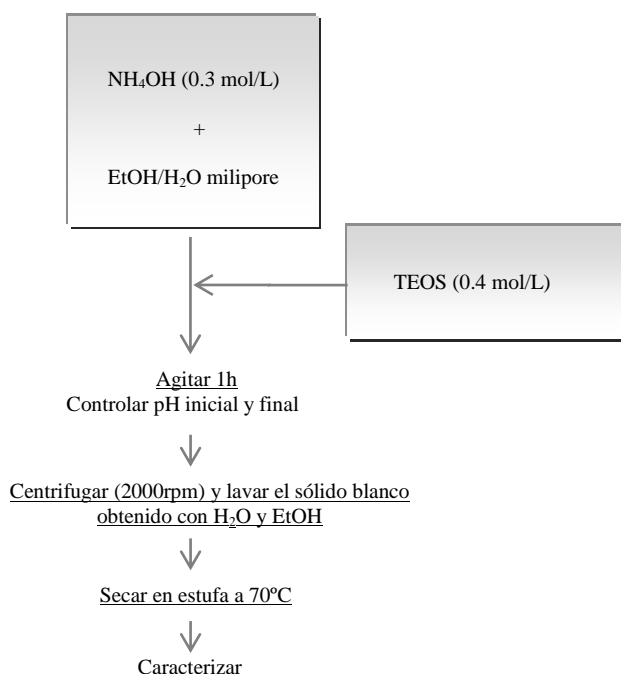 NH₄OH (0.3 mol/L)
+
EtOH/H₂O milipore
TEOS (0.4 mol/L)
Agitar 1h
Controlar pH inicial y final
Centrifugar (2000rpm) y lavar el sólido blanco
obtenido con H₂O y EtOH
Secar en estufa a 70ºC
Caracterizar